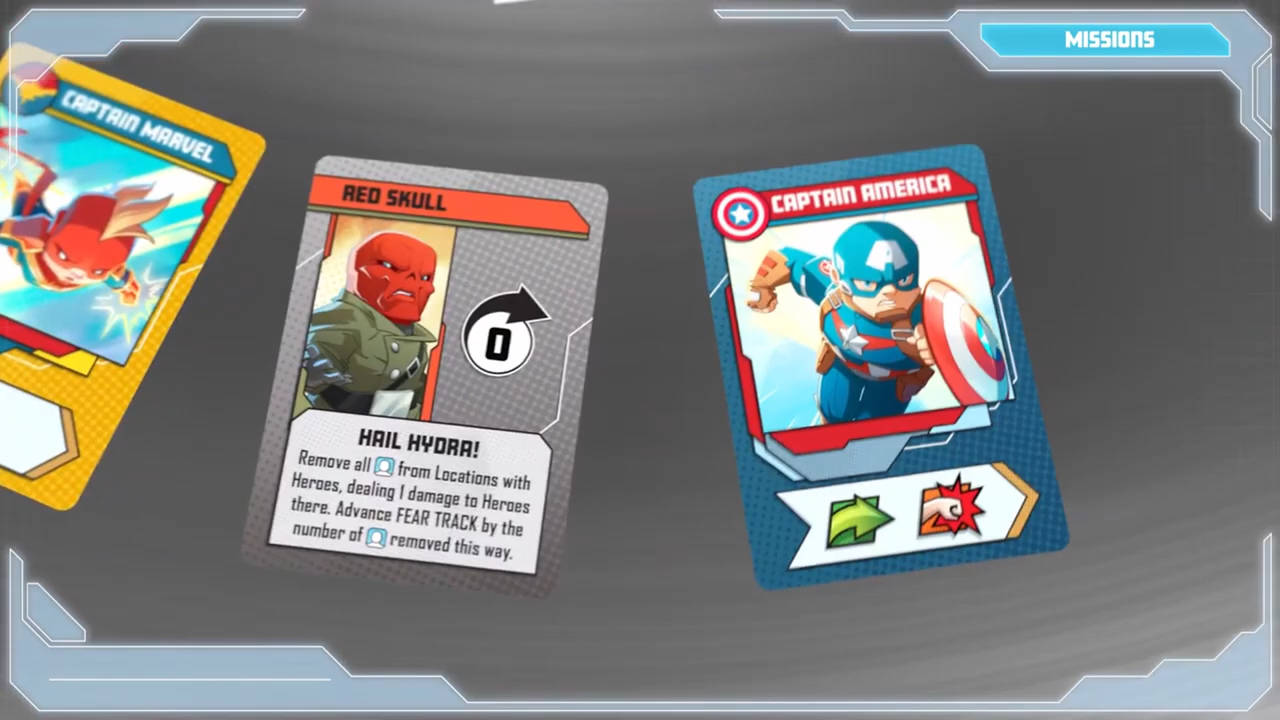 MISSIONS
CAPTAIN MARVEL
RED SKULL
0
HAIL HYDRA!
Remove all from Locations with
Heroes, dealing 1 damage to Heroes
there. Advance FEAR TRACK by the
number of removed this way.
CAPTAIN AMERICA